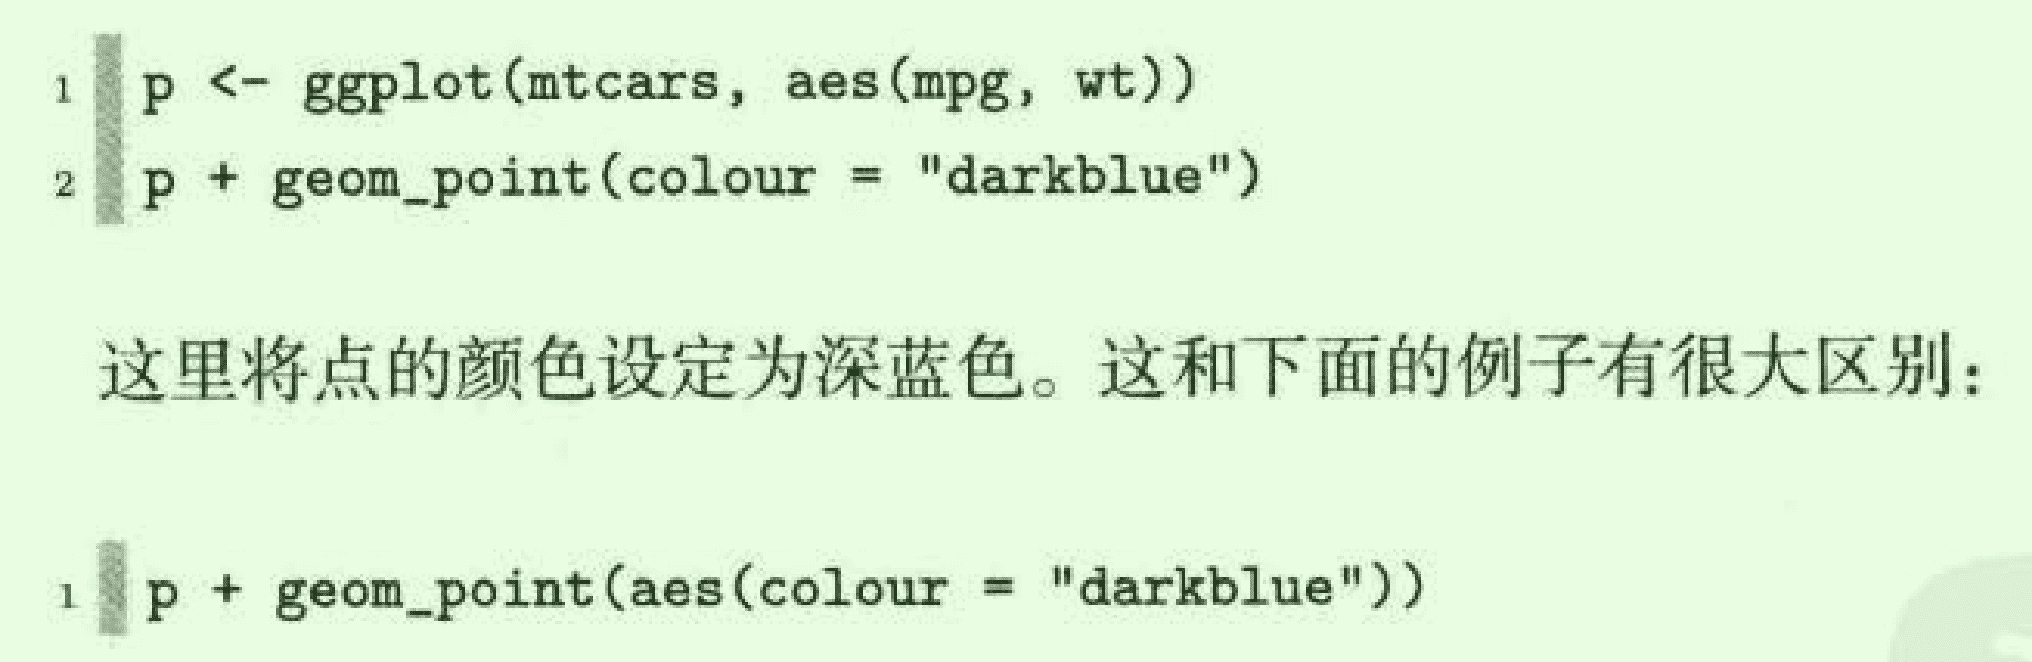 1 p <- ggplot(mtcars, aes(mpg, wt))
2 p + geom_point(colour = "darkblue")
这里将点的颜色设定为深蓝色。这和下面的例子有很大区别:
1 p + geom_point(aes(colour = "darkblue"))